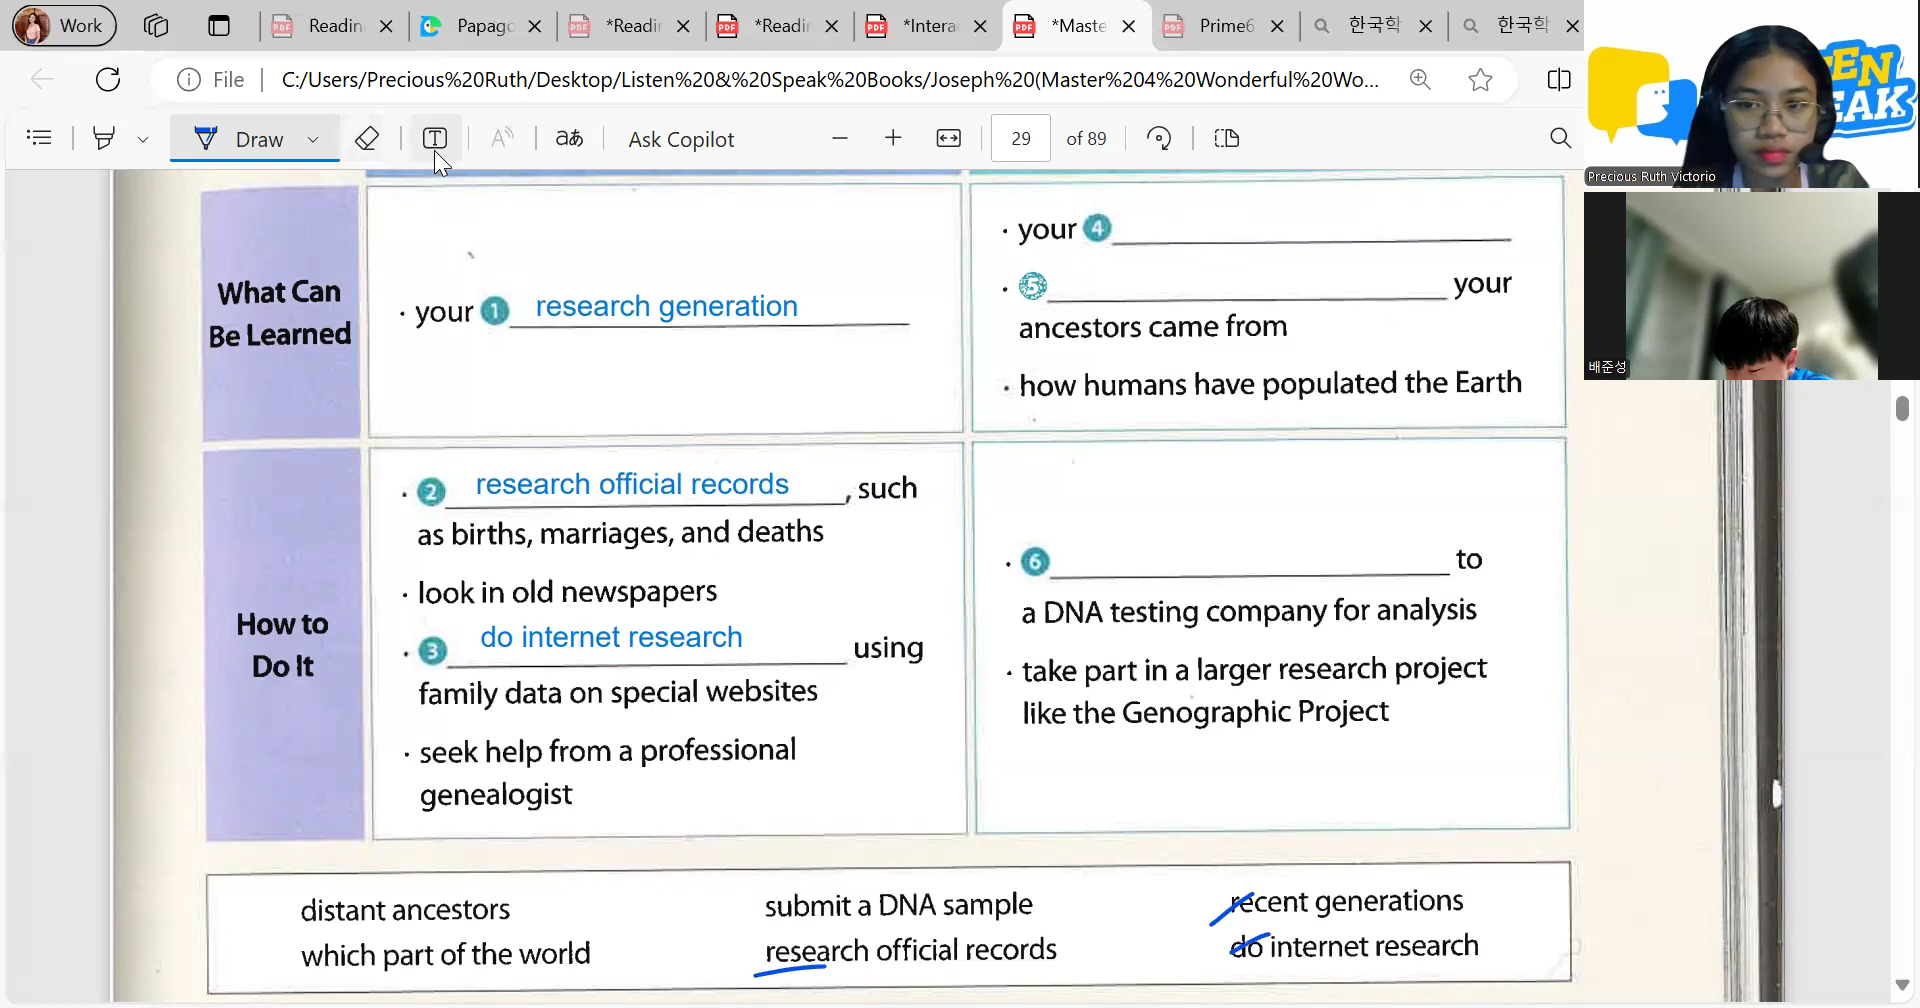 Work
Readin
Papago
*Readin
*Readin
*Intera
*Maste
Prime6
한국학
한국학
File
C:/Users/Precious%20Ruth/Desktop/Listen%20&%20Speak%20Books/Joseph%20(Master%204%20Wonderful%20Wo...
Draw
Ask Copilot
29 of 89
Precious Ruth Victorio
배준성
What Can
Be Learned
· your 1 research generation
· your 4
· 5 your
ancestors came from
· how humans have populated the Earth
How to
Do It
· 2 research official records, such
as births, marriages, and deaths
· look in old newspapers
· 3 do internet research using
family data on special websites
· seek help from a professional
genealogist
· 6 to
a DNA testing company for analysis
· take part in a larger research project
like the Genographic Project
distant ancestors submit a DNA sample recent generations
which part of the world research official records do internet research